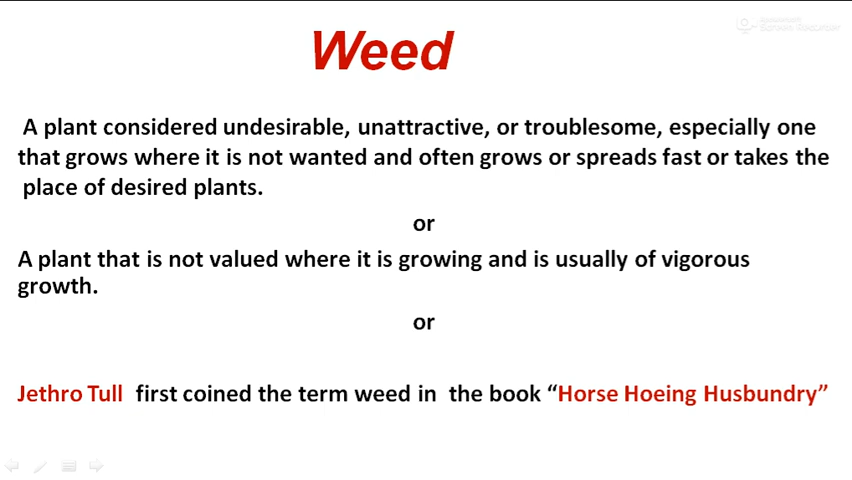 Weed
A plant considered undesirable, unattractive, or troublesome, especially one
that grows where it is not wanted and often grows or spreads fast or takes the
place of desired plants.
or
A plant that is not valued where it is growing and is usually of vigorous
growth.
or
Jethro Tull first coined the term weed in the book “Horse Hoeing Husbundry”